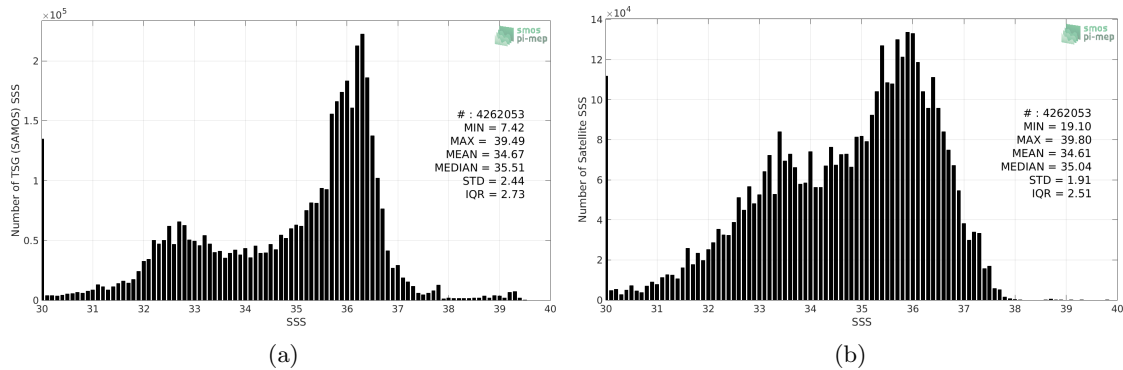 ×10⁵
2
1.5
1
0.5
0
30 31 32 33 34 35 36 37 38 39 40
SSS
Number of TSG (SAMOS) SSS
smos
pi-mep
# : 4262053
MIN = 7.42
MAX = 39.49
MEAN = 34.67
MEDIAN = 35.51
STD = 2.44
IQR = 2.73
(a)
×10⁴
14
12
10
8
6
4
2
0
30 31 32 33 34 35 36 37 38 39 40
SSS
Number of Satellite SSS
smos
pi-mep
# : 4262053
MIN = 19.10
MAX = 39.80
MEAN = 34.61
MEDIAN = 35.04
STD = 1.91
IQR = 2.51
(b)